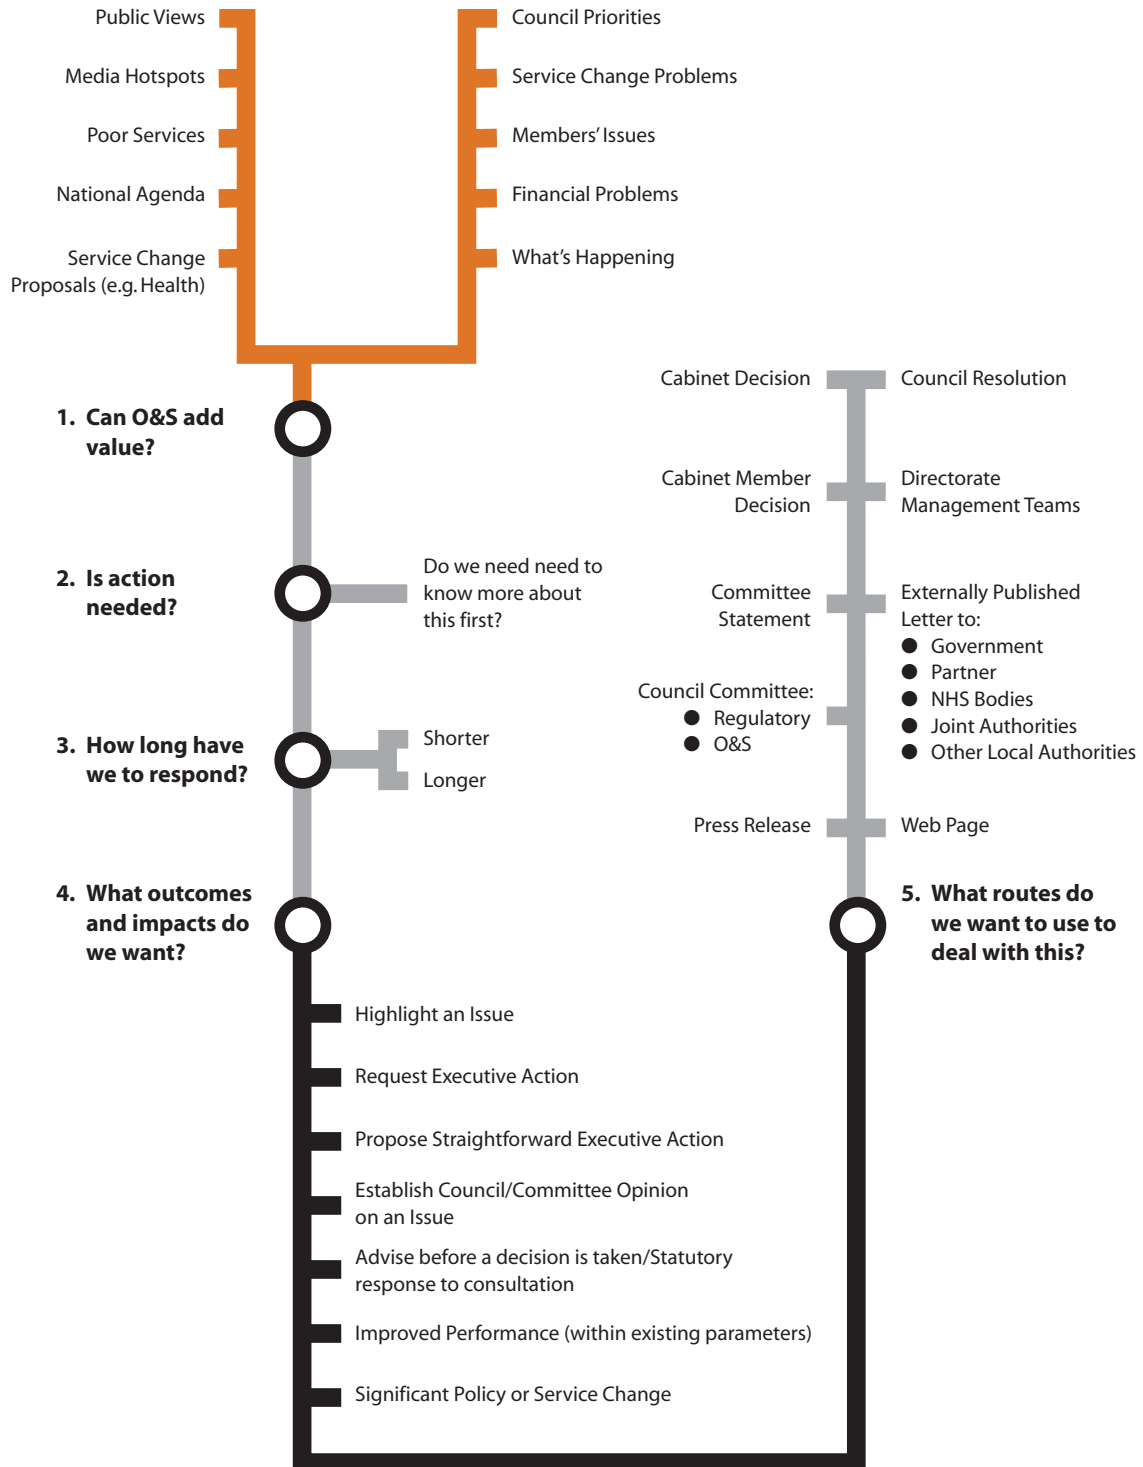 Public Views
Media Hotspots
Poor Services
National Agenda
Service Change
Proposals (e.g. Health)
Council Priorities
Service Change Problems
Members' Issues
Financial Problems
What's Happening
1. Can O&S add
value?
2. Is action
needed?
Do we need need to
know more about
this first?
3. How long have
we to respond?
Shorter
Longer
4. What outcomes
and impacts do
we want?
Highlight an Issue
Request Executive Action
Propose Straightforward Executive Action
Establish Council/Committee Opinion
on an Issue
Advise before a decision is taken/Statutory
response to consultation
Improved Performance (within existing parameters)
Significant Policy or Service Change
Cabinet Decision
Cabinet Member
Decision
Committee
Statement
Council Committee:
● Regulatory
● O&S
Press Release
Council Resolution
Directorate
Management Teams
Externally Published
Letter to:
● Government
● Partner
● NHS Bodies
● Joint Authorities
● Other Local Authorities
Web Page
5. What routes do
we want to use to
deal with this?